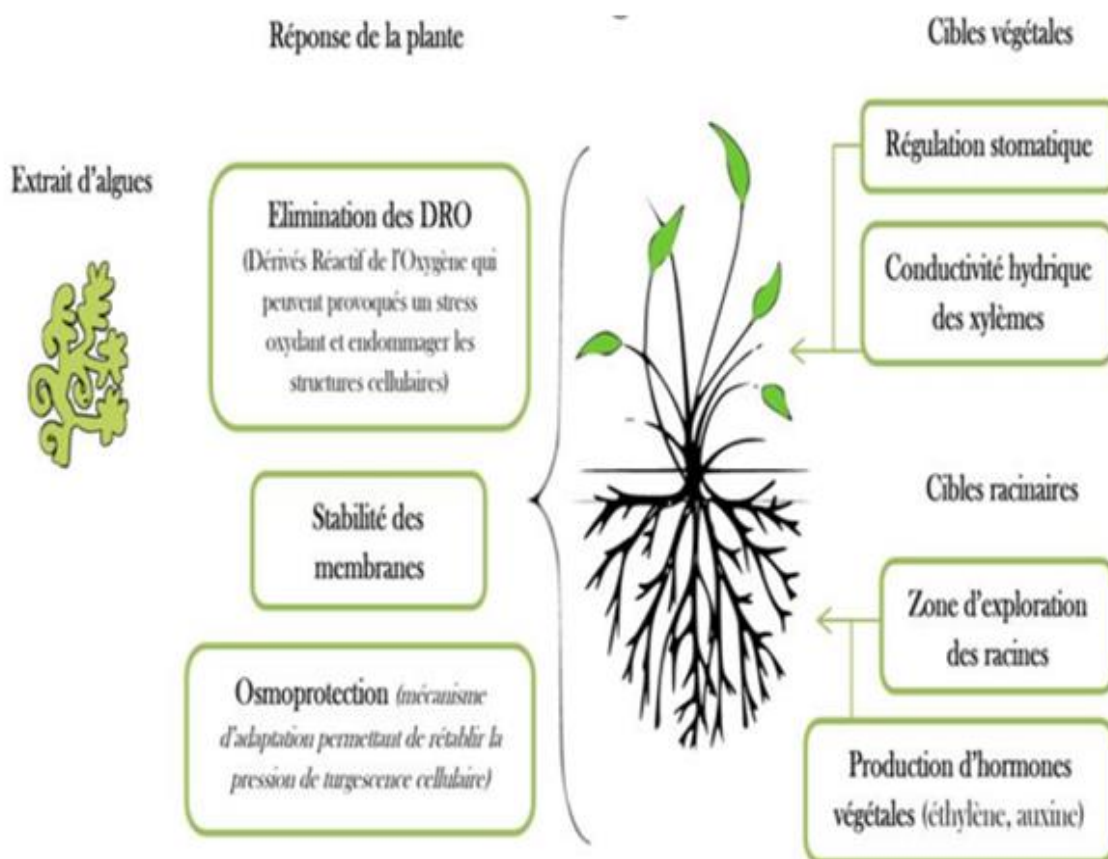 Réponse de la plante
Cibles végétales
Extrait d'algues
Elimination des DRO
(Dérivés Réactif de l'Oxygène qui
peuvent provoqués un stress
oxydant et endommager les
structures cellulaires)
Stabilité des
membranes
Osmoprotection (mécanisme
d'adaptation permettant de rétablir la
pression de turgescence cellulaire)
Régulation stomatique
Conductivité hydrique
des xylèmes
Cibles racinaires
Zone d'exploration
des racines
Production d'hormones
végétales (éthylène, auxine)